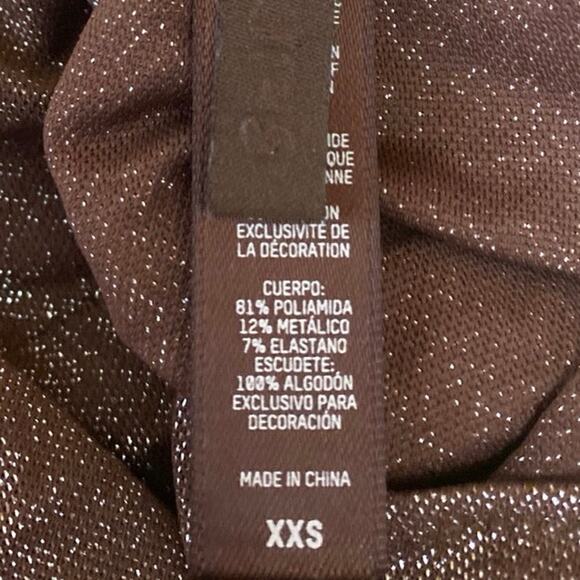 EXCLUSIVITÉ DE
LA DÉCORATION
CUERPO:
81% POLIAMIDA
12% METÁLICO
7% ELASTANO
ESCUDETE:
100% ALGODÓN
EXCLUSIVO PARA
DECORACIÓN
MADE IN CHINA
XXS